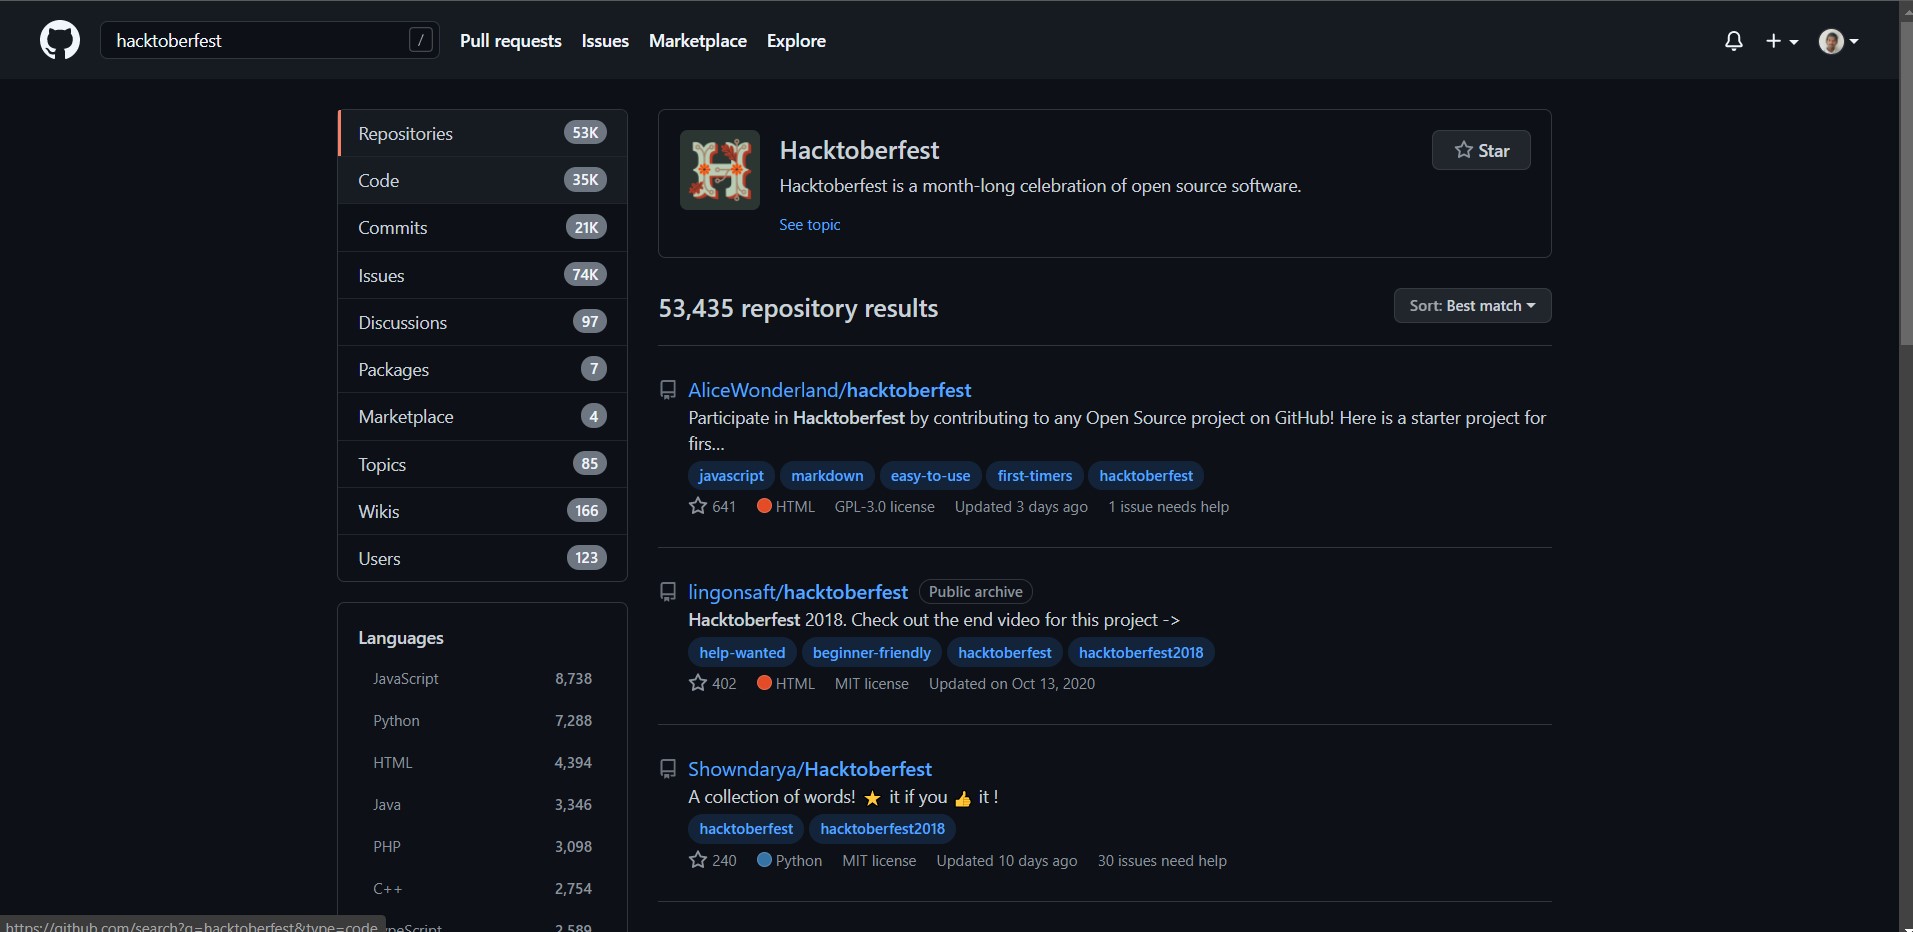 hacktoberfest /
Pull requests Issues Marketplace Explore
Repositories 53K
Code 35K
Commits 21K
Issues 74K
Discussions 97
Packages 7
Marketplace 4
Topics 85
Wikis 166
Users 123
Languages
JavaScript 8,738
Python 7,288
HTML 4,394
Java 3,346
PHP 3,098
C++ 2,754
peScript 2,589
https://github.com/search?q=hacktoberfest&type=code
H
Hacktoberfest
Star
Hacktoberfest is a month-long celebration of open source software.
See topic
53,435 repository results
Sort: Best match
AliceWonderland/hacktoberfest
Participate in Hacktoberfest by contributing to any Open Source project on GitHub! Here is a starter project for
firs...
javascript markdown easy-to-use first-timers hacktoberfest
641 HTML GPL-3.0 license Updated 3 days ago 1 issue needs help
lingonsaft/hacktoberfest Public archive
Hacktoberfest 2018. Check out the end video for this project ->
help-wanted beginner-friendly hacktoberfest hacktoberfest2018
402 HTML MIT license Updated on Oct 13, 2020
Showndarya/Hacktoberfest
A collection of words! ⭐ it if you 👍 it !
hacktoberfest hacktoberfest2018
240 Python MIT license Updated 10 days ago 30 issues need help